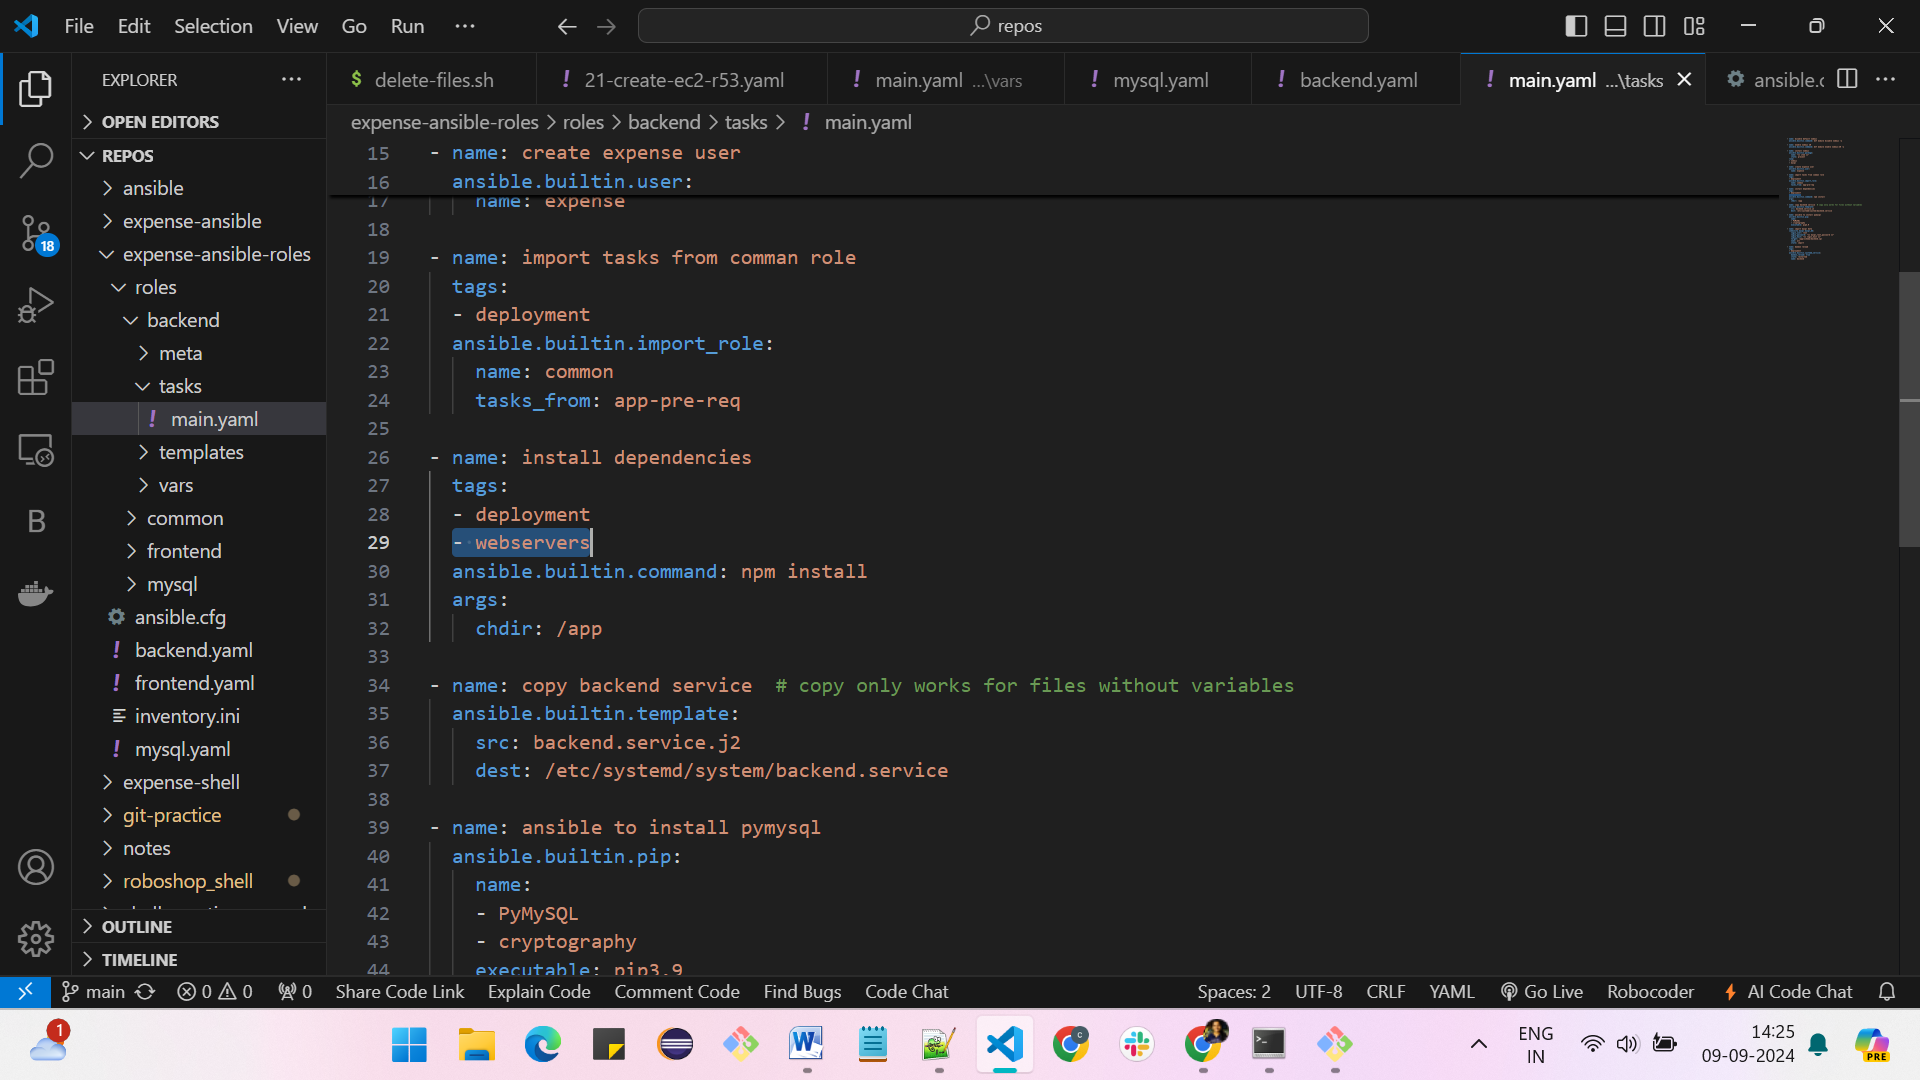 File Edit Selection View Go Run ··· repos
EXPLORER ···
OPEN EDITORS
REPOS
ansible
expense-ansible
expense-ansible-roles
roles
backend
meta
tasks
! main.yaml
templates
vars
common
frontend
mysql
ansible.cfg
! backend.yaml
! frontend.yaml
inventory.ini
! mysql.yaml
expense-shell
git-practice
notes
roboshop_shell
OUTLINE
TIMELINE
18
B
$ delete-files.sh ! 21-create-ec2-r53.yaml ! main.yaml ...\vars ! mysql.yaml ! backend.yaml ! main.yaml ...\tasks ansible.c ···
expense-ansible-roles > roles > backend > tasks > ! main.yaml
15 - name: create expense user
16 ansible.builtin.user:
17 name: expense
18
19 - name: import tasks from comman role
20 tags:
21 - deployment
22 ansible.builtin.import_role:
23 name: common
24 tasks_from: app-pre-req
25
26 - name: install dependencies
27 tags:
28 - deployment
29 - webservers
30 ansible.builtin.command: npm install
31 args:
32 chdir: /app
33
34 - name: copy backend service # copy only works for files without variables
35 ansible.builtin.template:
36 src: backend.service.j2
37 dest: /etc/systemd/system/backend.service
38
39 - name: ansible to install pymysql
40 ansible.builtin.pip:
41 name:
42 - PyMySQL
43 - cryptography
44 executable: pip3.9
main 0 0 0 Share Code Link Explain Code Comment Code Find Bugs Code Chat Spaces: 2 UTF-8 CRLF YAML Go Live Robocoder AI Code Chat
1 ENG
IN
14:25
09-09-2024
PRE